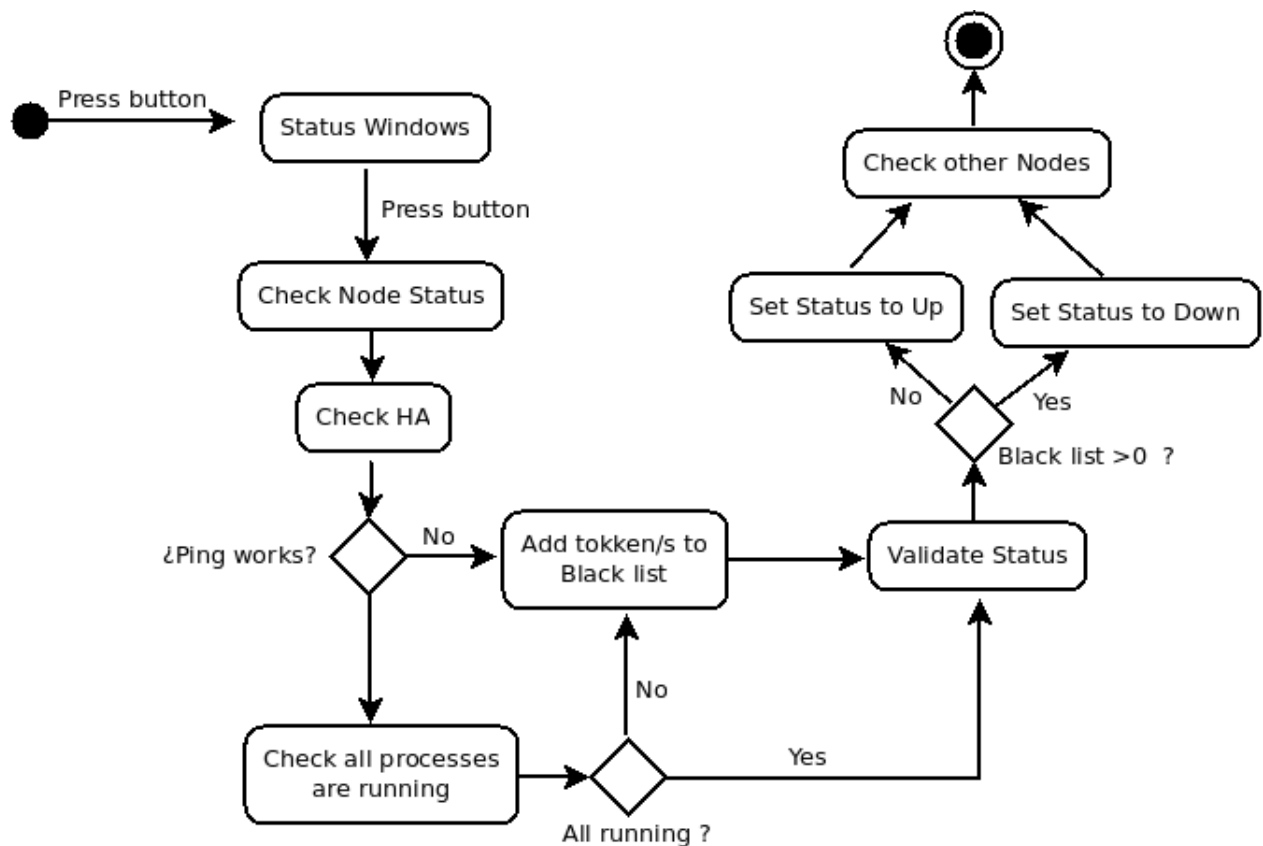 Press button
Status Windows
Press button
Check Node Status
Check HA
¿Ping works?
No
Add tokken/s to
Black list
Check all processes
are running
All running ?
No
Yes
Validate Status
Black list >0  ?
No
Yes
Set Status to Up
Set Status to Down
Check other Nodes